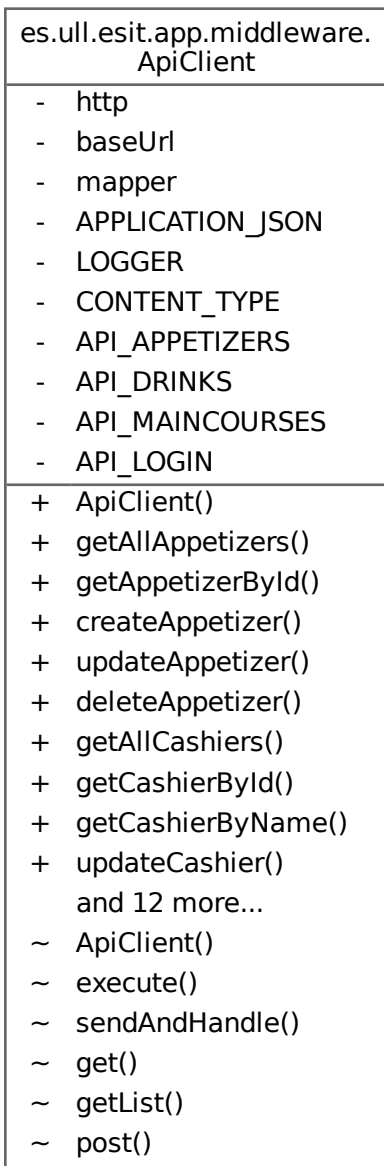 es.ull.esit.app.middleware.
ApiClient
- http
- baseUrl
- mapper
- APPLICATION_JSON
- LOGGER
- CONTENT_TYPE
- API_APPETIZERS
- API_DRINKS
- API_MAINCOURSES
- API_LOGIN
+ ApiClient()
+ getAllAppetizers()
+ getAppetizerById()
+ createAppetizer()
+ updateAppetizer()
+ deleteAppetizer()
+ getAllCashiers()
+ getCashierById()
+ getCashierByName()
+ updateCashier()
and 12 more...
~ ApiClient()
~ execute()
~ sendAndHandle()
~ get()
~ getList()
~ post()